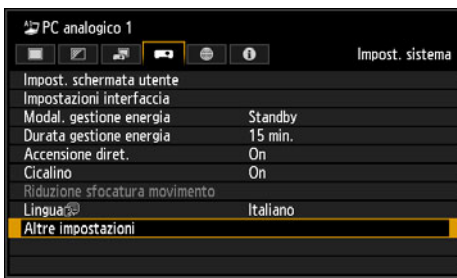 PC analogico 1
Impost. sistema
Impost. schermata utente
Impostazioni interfaccia
Modal. gestione energia Standby
Durata gestione energia 15 min.
Accensione diret. On
Cicalino On
Riduzione sfocatura movimento
Lingua Italiano
Altre impostazioni